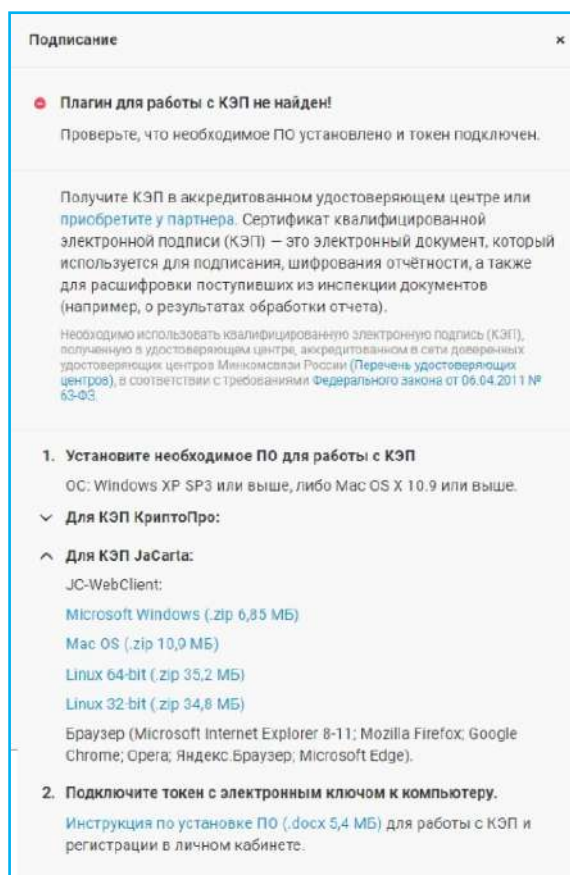 Подписание
×
Плагин для работы с КЭП не найден!
Проверьте, что необходимое ПО установлено и токен подключен.
Получите КЭП в аккредитованном удостоверяющем центре или
приобретите у партнера. Сертификат квалифицированной
электронной подписи (КЭП) — это электронный документ, который
используется для подписания, шифрования отчётности, а также
для расшифровки поступивших из инспекции документов
(например, о результатах обработки отчета).
Необходимо использовать квалифицированную электронную подпись (КЭП),
полученную в удостоверяющем центре, аккредитованном в сети доверенных
удостоверяющих центров Минкомсвязи России (Перечень удостоверяющих
центров), в соответствии с требованиями Федерального закона от 06.04.2011 №
63-ФЗ.
1. Установите необходимое ПО для работы с КЭП
ОС: Windows XP SP3 или выше, либо Mac OS X 10.9 или выше.
Для КЭП КриптоПро:
Для КЭП JaCarta:
JC-WebClient:
Microsoft Windows (.zip 6,85 МБ)
Mac OS (.zip 10,9 МБ)
Linux 64-bit (.zip 35,2 МБ)
Linux 32-bit (.zip 34,8 МБ)
Браузер (Microsoft Internet Explorer 8-11; Mozilla Firefox; Google
Chrome; Opera; Яндекс.Браузер; Microsoft Edge).
2. Подключите токен с электронным ключом к компьютеру.
Инструкция по установке ПО (.docx 5,4 МБ) для работы с КЭП и
регистрации в личном кабинете.